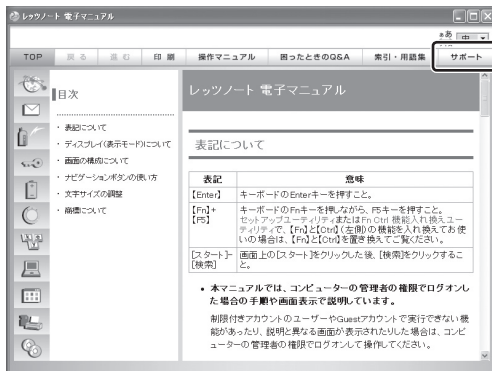 レッツノート 電子マニュアル
あ 中
TOP 戻る 進む 印刷 操作マニュアル 困ったときのQ&A 索引・用語集 サポート
目次
・ 表記について
・ ディスプレイ(表示モード)について
・ 画面の構成について
・ ナビゲーションボタンの使い方
・ 文字サイズの調整
・ 商標について
レッツノート 電子マニュアル
表記について
表記 意味
【Enter】 キーボードのEnterキーを押すこと。
【Fn】+ キーボードのFnキーを押しながら、F5キーを押すこと。
【F5】 セットアップユーティリティまたはFn Ctrl 機能入れ換えユー
ティリティで、【Fn】と【Ctrl】(左側)の機能を入れ換えてお使
いの場合は、【Fn】と【Ctrl】を置き換えてご覧ください。
[スタート]- 画面上の[スタート]をクリックした後、[検索]をクリックするこ
[検索] と。
• 本マニュアルでは、コンピューターの管理者の権限でログオンし
た場合の手順や画面表示で説明しています。
制限付きアカウントのユーザーやGuestアカウントで実行できない機
能があったり、説明と異なる画面が表示されたりした場合は、コンピ
ューターの管理者の権限でログオンして操作してください。